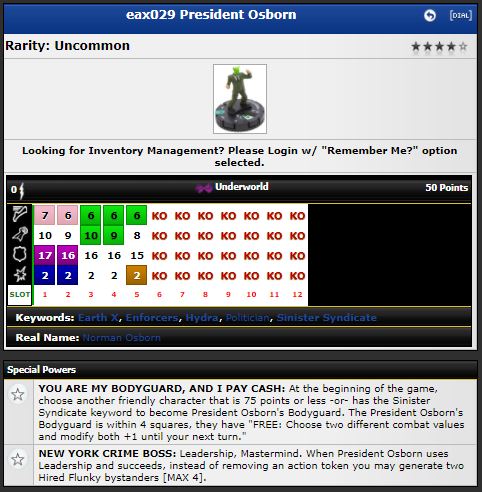 eax029 President Osborn
[DIAL]
Rarity: Uncommon
Looking for Inventory Management? Please Login w/ "Remember Me?" option
selected.
0 Underworld 50 Points
7 6 6 6 6 KO KO KO KO KO KO KO
10 9 10 9 8 KO KO KO KO KO KO KO
17 16 16 16 15 KO KO KO KO KO KO KO
2 2 2 2 2 KO KO KO KO KO KO KO
SLOT 1 2 3 4 5 6 7 8 9 10 11 12
Keywords: Earth X, Enforcers, Hydra, Politician, Sinister Syndicate
Real Name: Norman Osborn
Special Powers
YOU ARE MY BODYGUARD, AND I PAY CASH: At the beginning of the game,
choose another friendly character that is 75 points or less -or- has the Sinister
Syndicate keyword to become President Osborn's Bodyguard. The President Osborn's
Bodyguard is within 4 squares, they have "FREE: Choose two different combat values
and modify both +1 until your next turn."
NEW YORK CRIME BOSS: Leadership, Mastermind. When President Osborn uses
Leadership and succeeds, instead of removing an action token you may generate two
Hired Flunky bystanders [MAX 4].